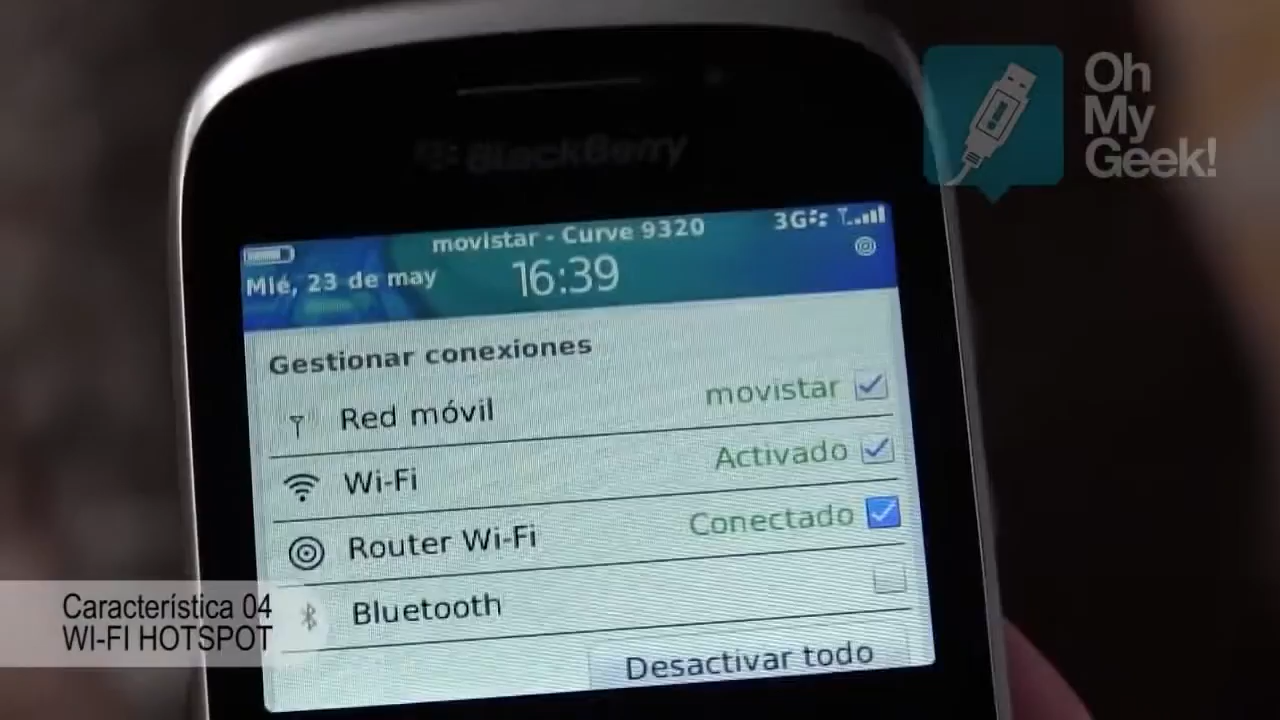 Oh
My
Geek!
BlackBerry
movistar - Curve 9320
3G
Mié, 23 de may
16:39
Gestionar conexiones
Red móvil movistar
Wi-Fi Activado
Router Wi-Fi Conectado
Bluetooth
Desactivar todo
Característica 04
WI-FI HOTSPOT